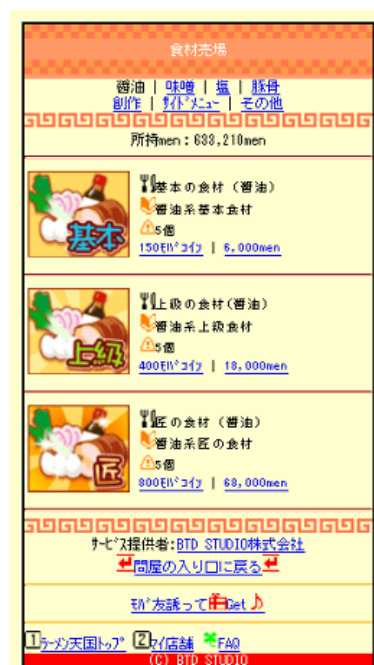 食材売場
醤油 | 味噌 | 塩 | 豚骨
創作 | ｻｲﾄﾞﾒﾆｭｰ | その他
所持men：633,210men
基本
基本の食材（醤油）
醤油系基本食材
5個
150ﾓﾊﾞｺｲﾝ | 6,000men
上級
上級の食材(醤油)
醤油系上級食材
5個
400ﾓﾊﾞｺｲﾝ | 18,000men
匠
匠の食材（醤油）
醤油系匠の食材
5個
800ﾓﾊﾞｺｲﾝ | 68,000men
ｻｰﾋﾞｽ提供者:BTD STUDIO株式会社
問屋の入り口に戻る
ﾓﾊﾞ友誘ってGet♪
1ﾗｰﾒﾝ天国ﾄｯﾌﾟ 2ﾏｲ店舗 FAQ
(C) BTD STUDIO